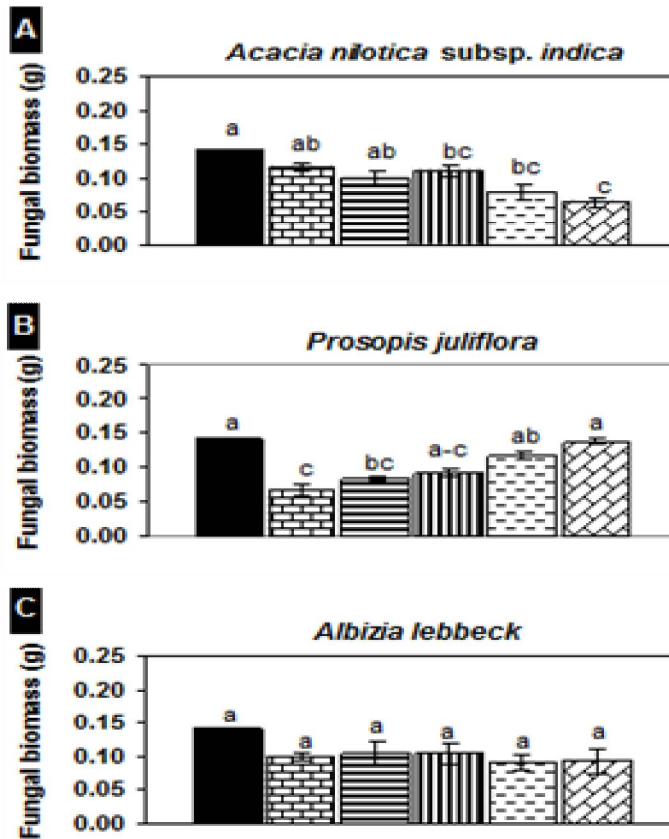 A
Acacia nilotica subsp. indica
Fungal biomass (g)
0.25
0.20
0.15
0.10
0.05
0.00
a
ab
ab
bc
bc
c
B
Prosopis juliflora
Fungal biomass (g)
0.25
0.20
0.15
0.10
0.05
0.00
a
c
bc
a-c
ab
a
C
Albizia lebbeck
Fungal biomass (g)
0.25
0.20
0.15
0.10
0.05
0.00
a
a
a
a
a
a